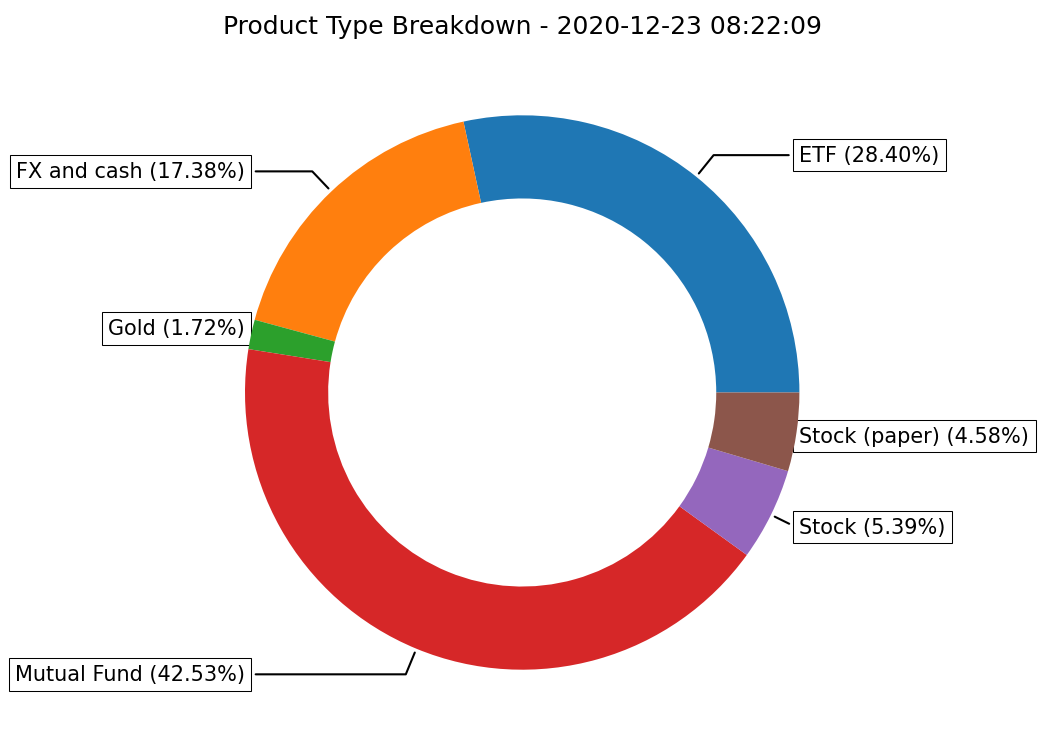 Product Type Breakdown - 2020-12-23 08:22:09
ETF (28.40%)
FX and cash (17.38%)
Gold (1.72%)
Stock (paper) (4.58%)
Stock (5.39%)
Mutual Fund (42.53%)